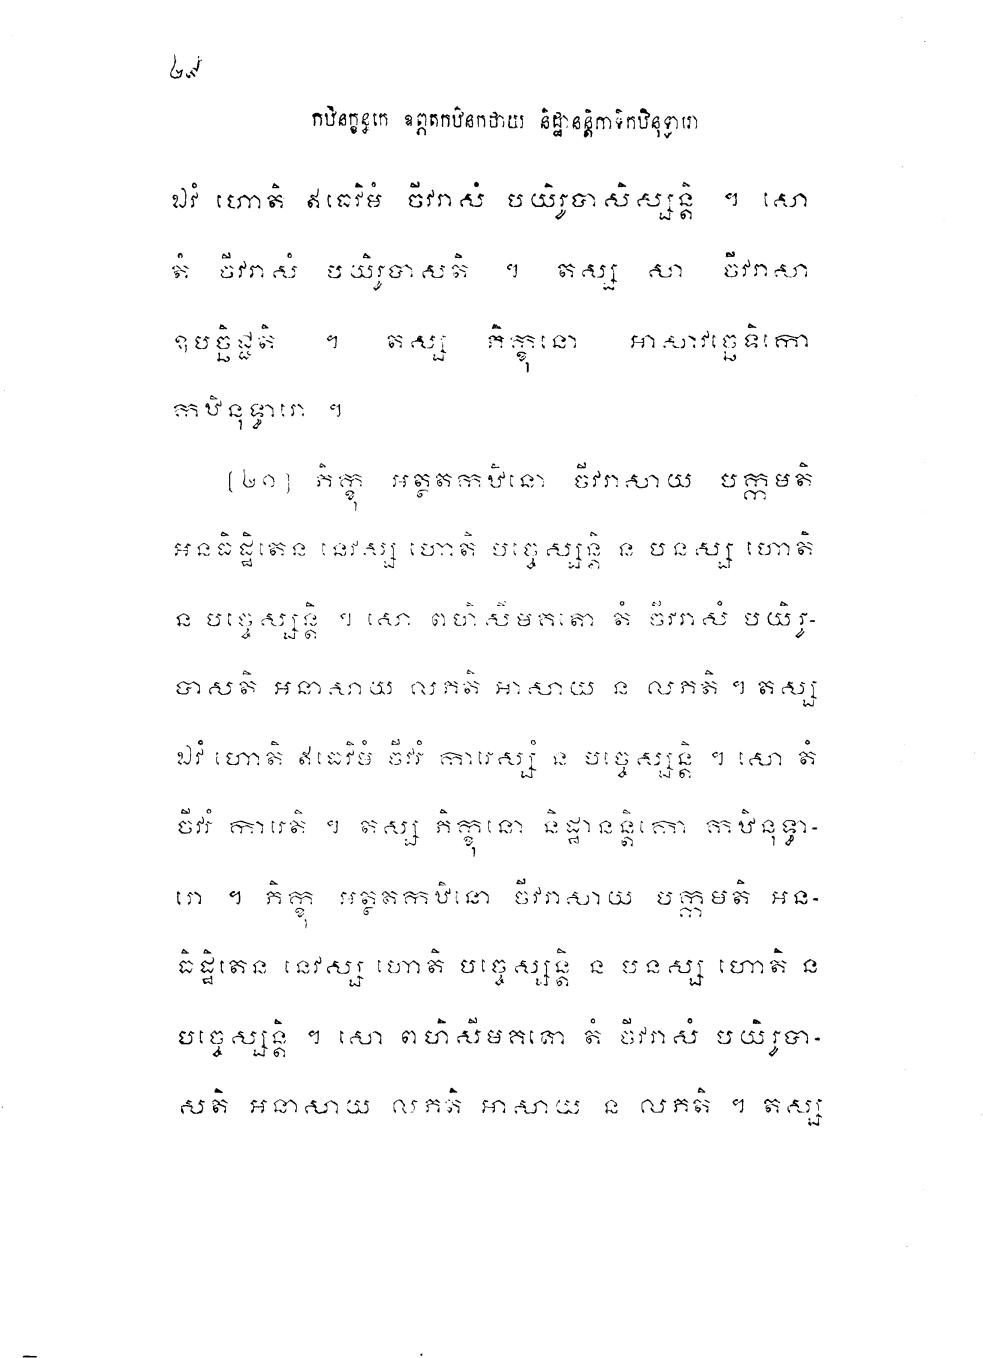 ៤៩
កឋិនក្ខន្ធកេ ឧព្ភតកឋិនកថាយ និដ្ឋានន្តិកាទិកឋិនុទ្ធារោ
ឯវំ ហោតិ ឥធេវិមំ ចីវរាសំ បយិរុទាសិស្សន្តិ ។ សោ
តំ ចីវរាសំ បយិរុទាសតិ ។ តស្ស សា ចីវរាសា
ឧបច្ឆិជ្ជតិ ។ តស្ស ភិក្ខុនោ អាសាវច្ឆេទិកោ
កឋិនុទ្ធារោ ។
[៤០] ភិក្ខុ អត្ថតកឋិនោ ចីវរាសាយ បក្កមតិ
អនធិដ្ឋិតេន នេវស្ស ហោតិ បច្ចេស្សន្តិ ន បនស្ស ហោតិ
ន បច្ចេស្សន្តិ ។ សោ ពហិសីមគតោ តំ ចីវរាសំ បយិរុ-
ទាសតិ អនាសាយ លភតិ អាសាយ ន លភតិ ។ តស្ស
ឯវំ ហោតិ ឥធេវិមំ ចីវរំ ការេស្សំ ន បច្ចេស្សន្តិ ។ សោ តំ
ចីវរំ ការេតិ ។ តស្ស ភិក្ខុនោ និដ្ឋានន្តិកោ កឋិនុទ្ធា-
រោ ។ ភិក្ខុ អត្ថតកឋិនោ ចីវរាសាយ បក្កមតិ អន-
ធិដ្ឋិតេន នេវស្ស ហោតិ បច្ចេស្សន្តិ ន បនស្ស ហោតិ ន
បច្ចេស្សន្តិ ។ សោ ពហិសីមគតោ តំ ចីវរាសំ បយិរុទា-
សតិ អនាសាយ លភតិ អាសាយ ន លភតិ ។ តស្ស